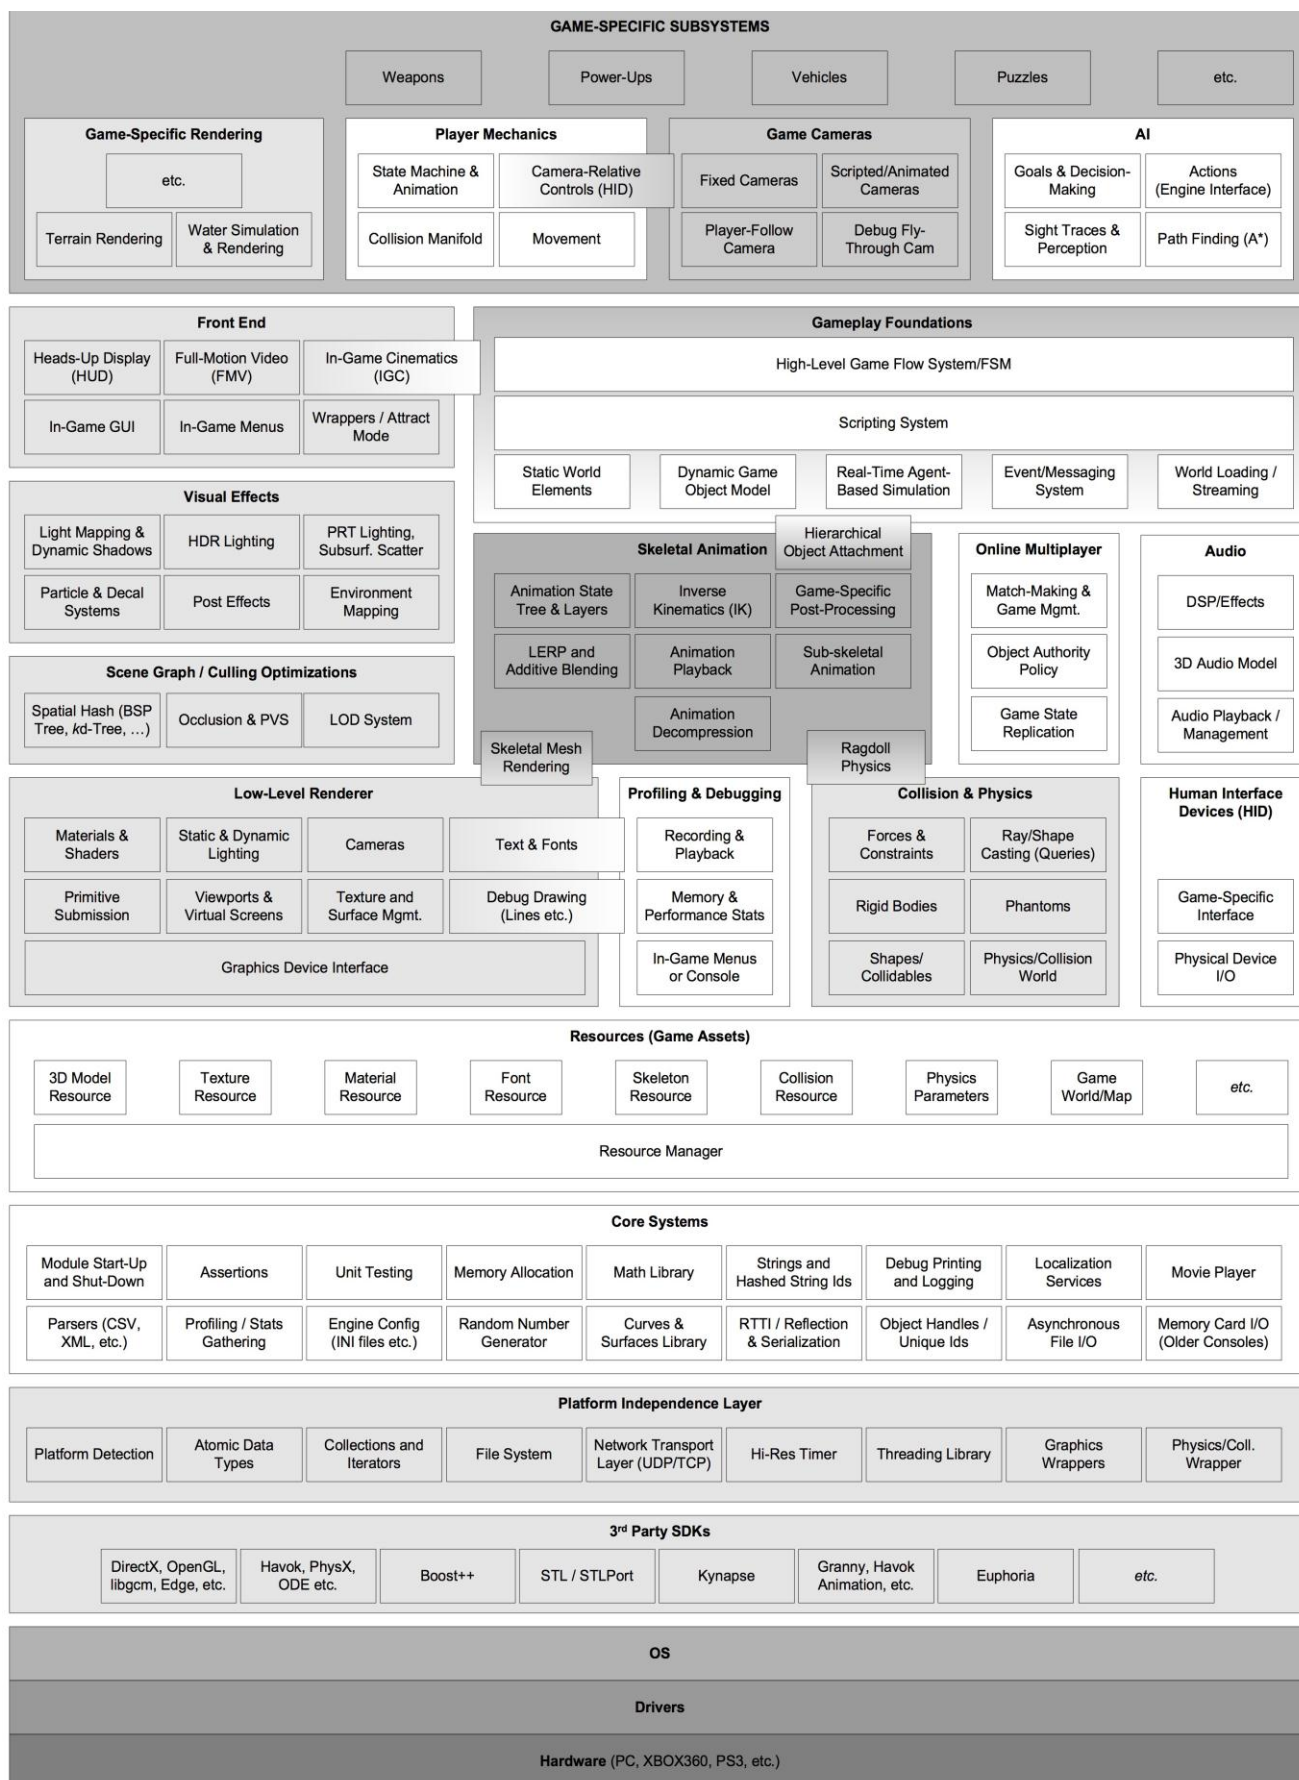 GAME-SPECIFIC SUBSYSTEMS
Weapons
Power-Ups
Vehicles
Puzzles
etc.
Game-Specific Rendering
etc.
Terrain Rendering
Water Simulation
& Rendering
Player Mechanics
State Machine &
Animation
Camera-Relative
Controls (HID)
Collision Manifold
Movement
Game Cameras
Fixed Cameras
Scripted/Animated
Cameras
Player-Follow
Camera
Debug Fly-
Through Cam
AI
Goals & Decision-
Making
Actions
(Engine Interface)
Sight Traces &
Perception
Path Finding (A*)
Front End
Heads-Up Display
(HUD)
Full-Motion Video
(FMV)
In-Game Cinematics
(IGC)
In-Game GUI
In-Game Menus
Wrappers / Attract
Mode
Gameplay Foundations
High-Level Game Flow System/FSM
Scripting System
Static World
Elements
Dynamic Game
Object Model
Real-Time Agent-
Based Simulation
Event/Messaging
System
World Loading /
Streaming
Visual Effects
Light Mapping &
Dynamic Shadows
HDR Lighting
PRT Lighting,
Subsurf. Scatter
Particle & Decal
Systems
Post Effects
Environment
Mapping
Skeletal Animation
Hierarchical
Object Attachment
Animation State
Tree & Layers
Inverse
Kinematics (IK)
Game-Specific
Post-Processing
LERP and
Additive Blending
Animation
Playback
Sub-skeletal
Animation
Animation
Decompression
Skeletal Mesh
Rendering
Ragdoll
Physics
Online Multiplayer
Match-Making &
Game Mgmt.
Object Authority
Policy
Game State
Replication
Audio
DSP/Effects
3D Audio Model
Audio Playback /
Management
Scene Graph / Culling Optimizations
Spatial Hash (BSP
Tree, kd-Tree, …)
Occlusion & PVS
LOD System
Low-Level Renderer
Materials &
Shaders
Static & Dynamic
Lighting
Cameras
Text & Fonts
Primitive
Submission
Viewports &
Virtual Screens
Texture and
Surface Mgmt.
Debug Drawing
(Lines etc.)
Graphics Device Interface
Profiling & Debugging
Recording &
Playback
Memory &
Performance Stats
In-Game Menus
or Console
Collision & Physics
Forces &
Constraints
Ray/Shape
Casting (Queries)
Rigid Bodies
Phantoms
Shapes/
Collidables
Physics/Collision
World
Human Interface
Devices (HID)
Game-Specific
Interface
Physical Device
I/O
Resources (Game Assets)
3D Model
Resource
Texture
Resource
Material
Resource
Font
Resource
Skeleton
Resource
Collision
Resource
Physics
Parameters
Game
World/Map
etc.
Resource Manager
Core Systems
Module Start-Up
and Shut-Down
Assertions
Unit Testing
Memory Allocation
Math Library
Strings and
Hashed String Ids
Debug Printing
and Logging
Localization
Services
Movie Player
Parsers (CSV,
XML, etc.)
Profiling / Stats
Gathering
Engine Config
(INI files etc.)
Random Number
Generator
Curves &
Surfaces Library
RTTI / Reflection
& Serialization
Object Handles /
Unique Ids
Asynchronous
File I/O
Memory Card I/O
(Older Consoles)
Platform Independence Layer
Platform Detection
Atomic Data
Types
Collections and
Iterators
File System
Network Transport
Layer (UDP/TCP)
Hi-Res Timer
Threading Library
Graphics
Wrappers
Physics/Coll.
Wrapper
3rd Party SDKs
DirectX, OpenGL,
libgcm, Edge, etc.
Havok, PhysX,
ODE etc.
Boost++
STL / STLPort
Kynapse
Granny, Havok
Animation, etc.
Euphoria
etc.
OS
Drivers
Hardware (PC, XBOX360, PS3, etc.)